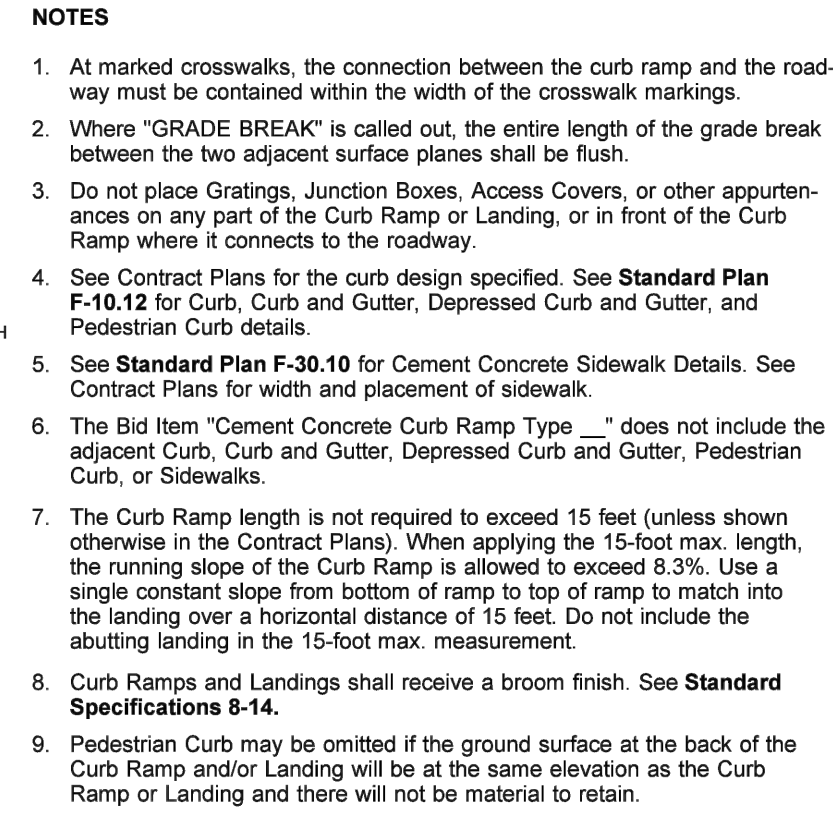 NOTES
1. At marked crosswalks, the connection between the curb ramp and the road-
way must be contained within the width of the crosswalk markings.
2. Where "GRADE BREAK" is called out, the entire length of the grade break
between the two adjacent surface planes shall be flush.
3. Do not place Gratings, Junction Boxes, Access Covers, or other appurten-
ances on any part of the Curb Ramp or Landing, or in front of the Curb
Ramp where it connects to the roadway.
4. See Contract Plans for the curb design specified. See Standard Plan
F-10.12 for Curb, Curb and Gutter, Depressed Curb and Gutter, and
Pedestrian Curb details.
H
5. See Standard Plan F-30.10 for Cement Concrete Sidewalk Details. See
Contract Plans for width and placement of sidewalk.
6. The Bid Item "Cement Concrete Curb Ramp Type __" does not include the
adjacent Curb, Curb and Gutter, Depressed Curb and Gutter, Pedestrian
Curb, or Sidewalks.
7. The Curb Ramp length is not required to exceed 15 feet (unless shown
otherwise in the Contract Plans). When applying the 15-foot max. length,
the running slope of the Curb Ramp is allowed to exceed 8.3%. Use a
single constant slope from bottom of ramp to top of ramp to match into
the landing over a horizontal distance of 15 feet. Do not include the
abutting landing in the 15-foot max. measurement.
8. Curb Ramps and Landings shall receive a broom finish. See Standard
Specifications 8-14.
9. Pedestrian Curb may be omitted if the ground surface at the back of the
Curb Ramp and/or Landing will be at the same elevation as the Curb
Ramp or Landing and there will not be material to retain.